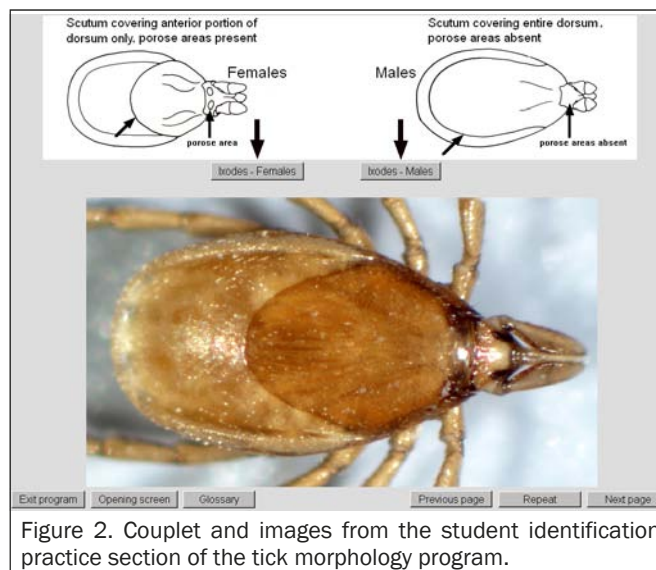 Scutum covering anterior portion of
dorsum only. porose areas present
Females
porose area
Scutum covering entire dorsum.
porose areas absent
Males
porose areas absent
Ixodes - Females
Ixodes - Males
Exit program
Opening screen
Glossary
Previous page
Repeat
Next page
Figure 2. Couplet and images from the student identification
practice section of the tick morphology program.